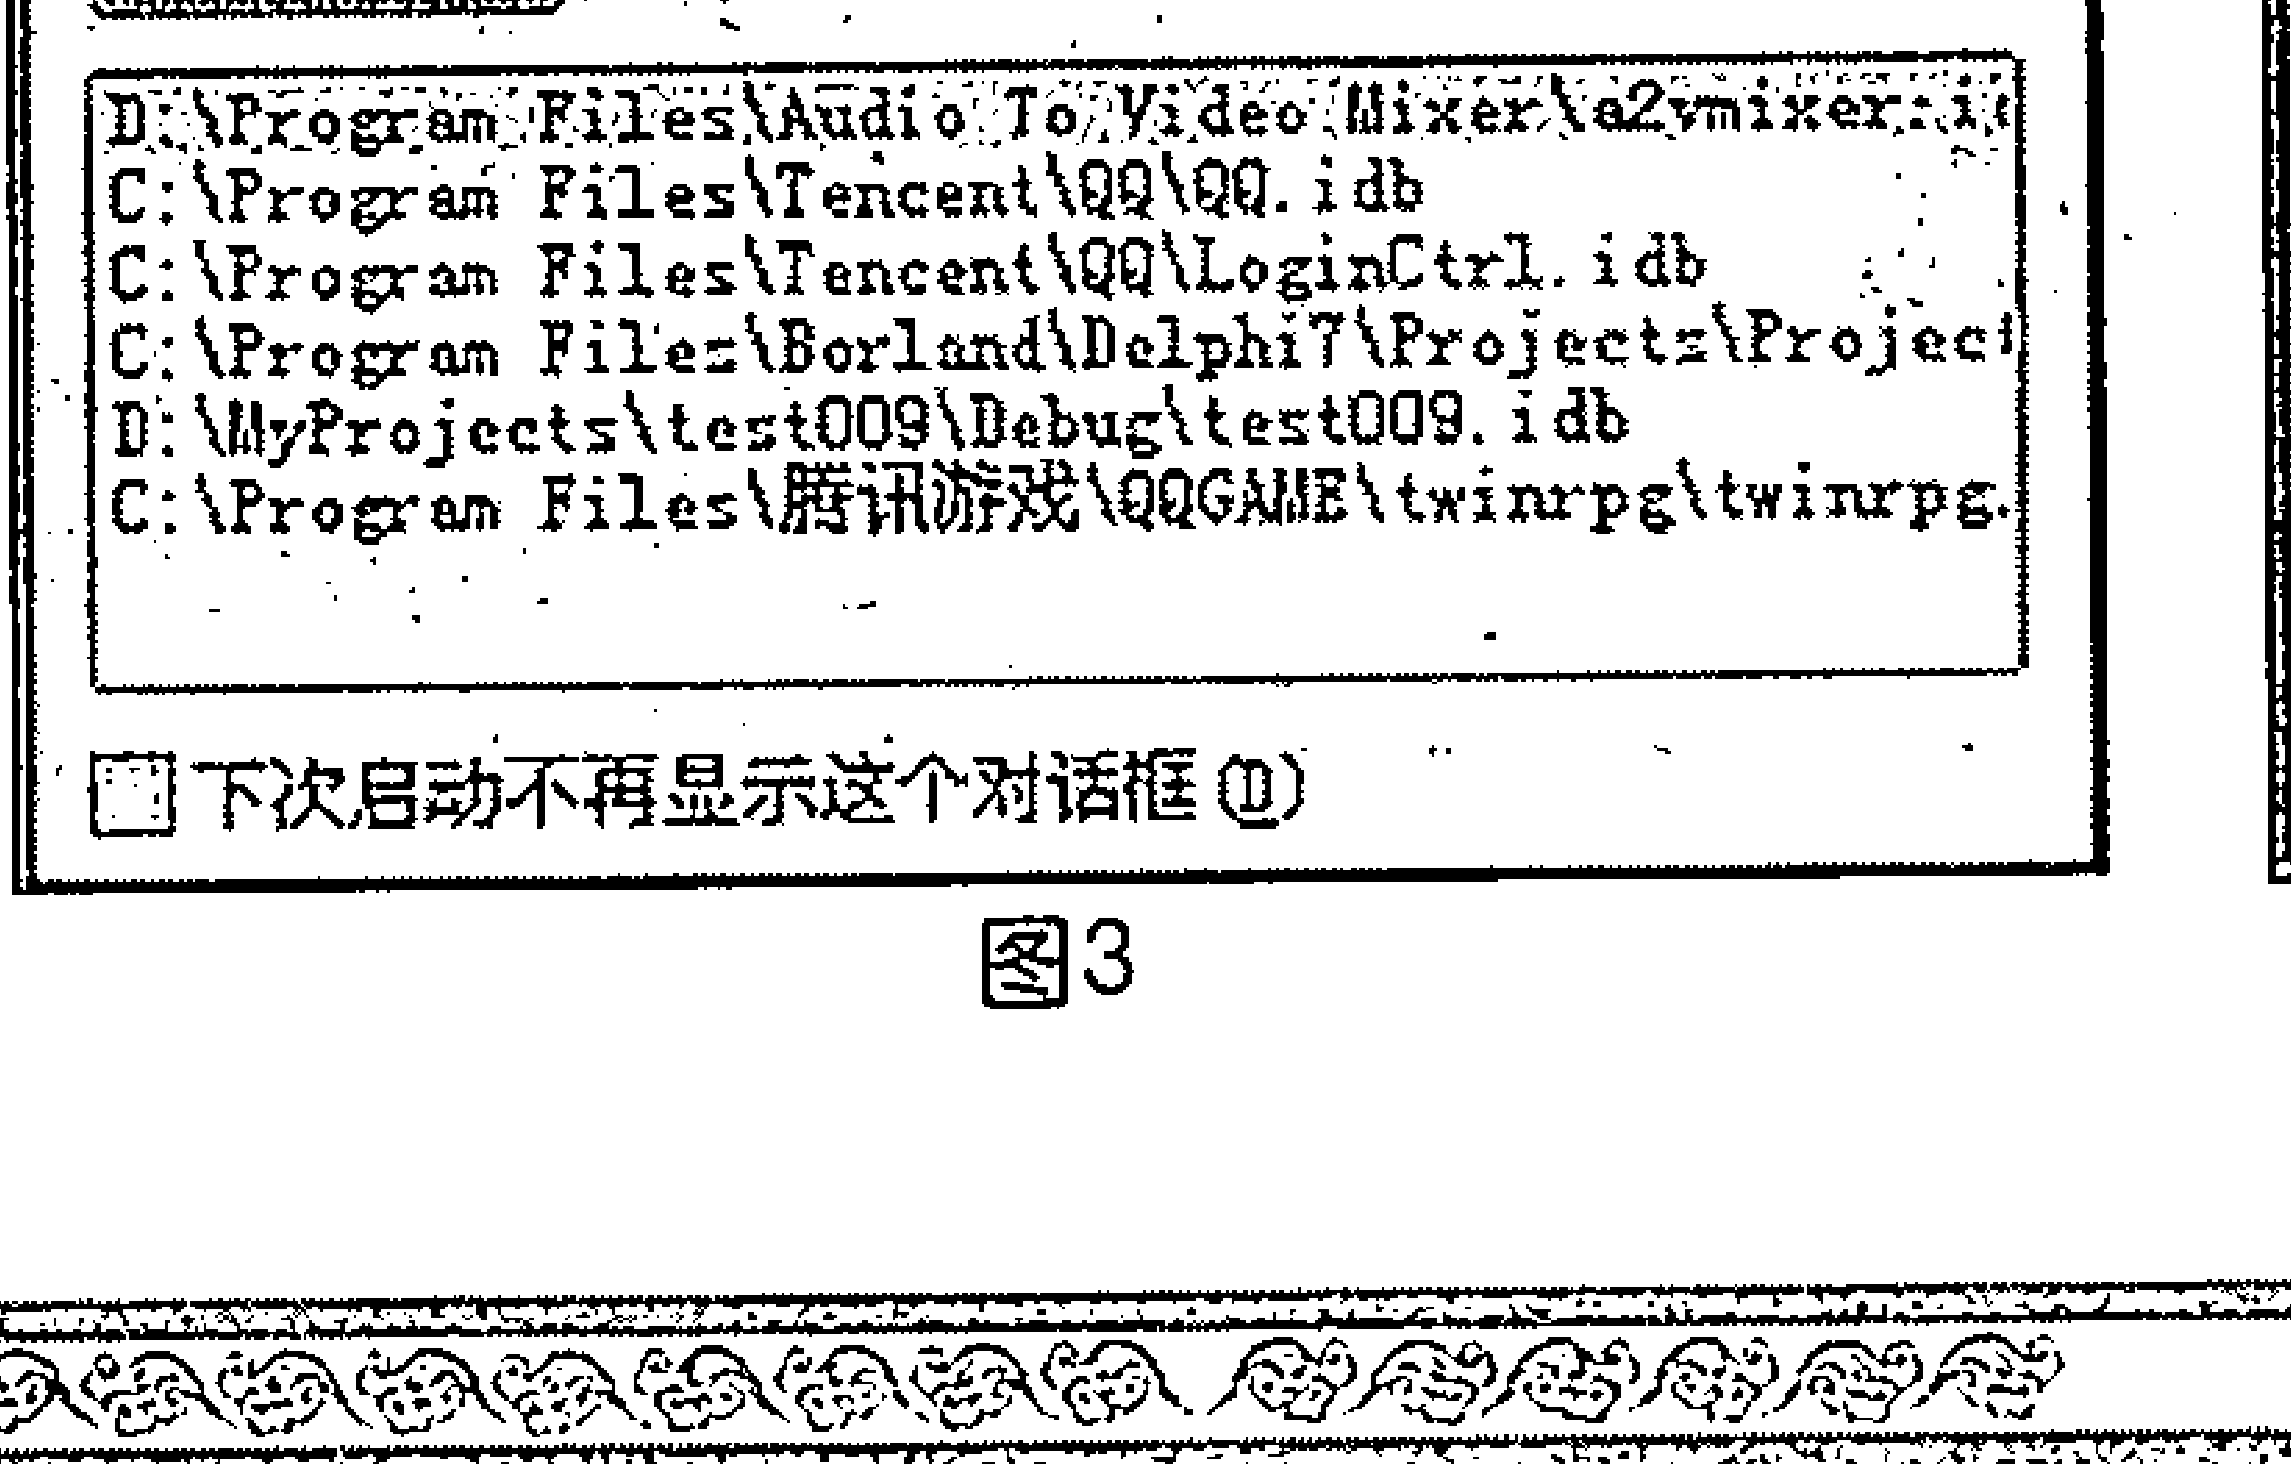 D:\Program Files\Audio To Video Mixer\a2vmixer.i
C:\Program Files\Tencent\QQ\QQ.idb
C:\Program Files\Tencent\QQ\LoginCtrl.idb
C:\Program Files\Borland\Delphi7\Projects\Project
D:\MyProjects\test009\Debug\test009.idb
C:\Program Files\腾讯游戏\QQGAME\twinrpg\twinrpg.
下次启动不再显示这个对话框(D)
图3